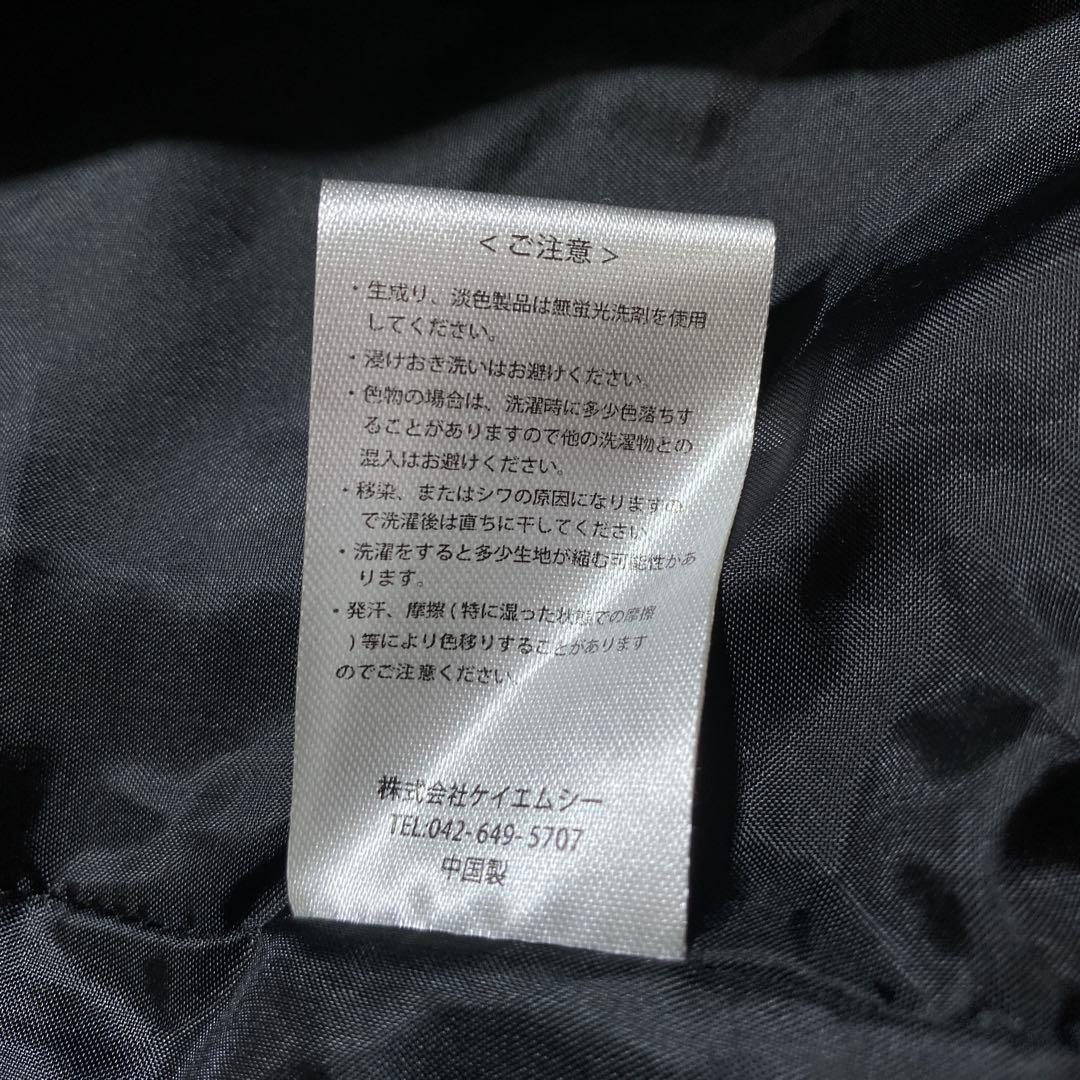 <ご注意>
・生成り、淡色製品は無蛍光洗剤を使用
してください。
・浸けおき洗いはお避けください。
・色物の場合は、洗濯時に多少色落ちす
ることがありますので他の洗濯物との
混入はお避けください。
・移染、またはシワの原因になりますの
で洗濯後は直ちに干してください
・洗濯をすると多少生地が縮む可能性があ
ります。
・発汗、摩擦(特に湿った状態での摩擦
)等により色移りすることがあります
のでご注意ください
株式会社ケイエムシー
TEL.042-649-5707
中国製